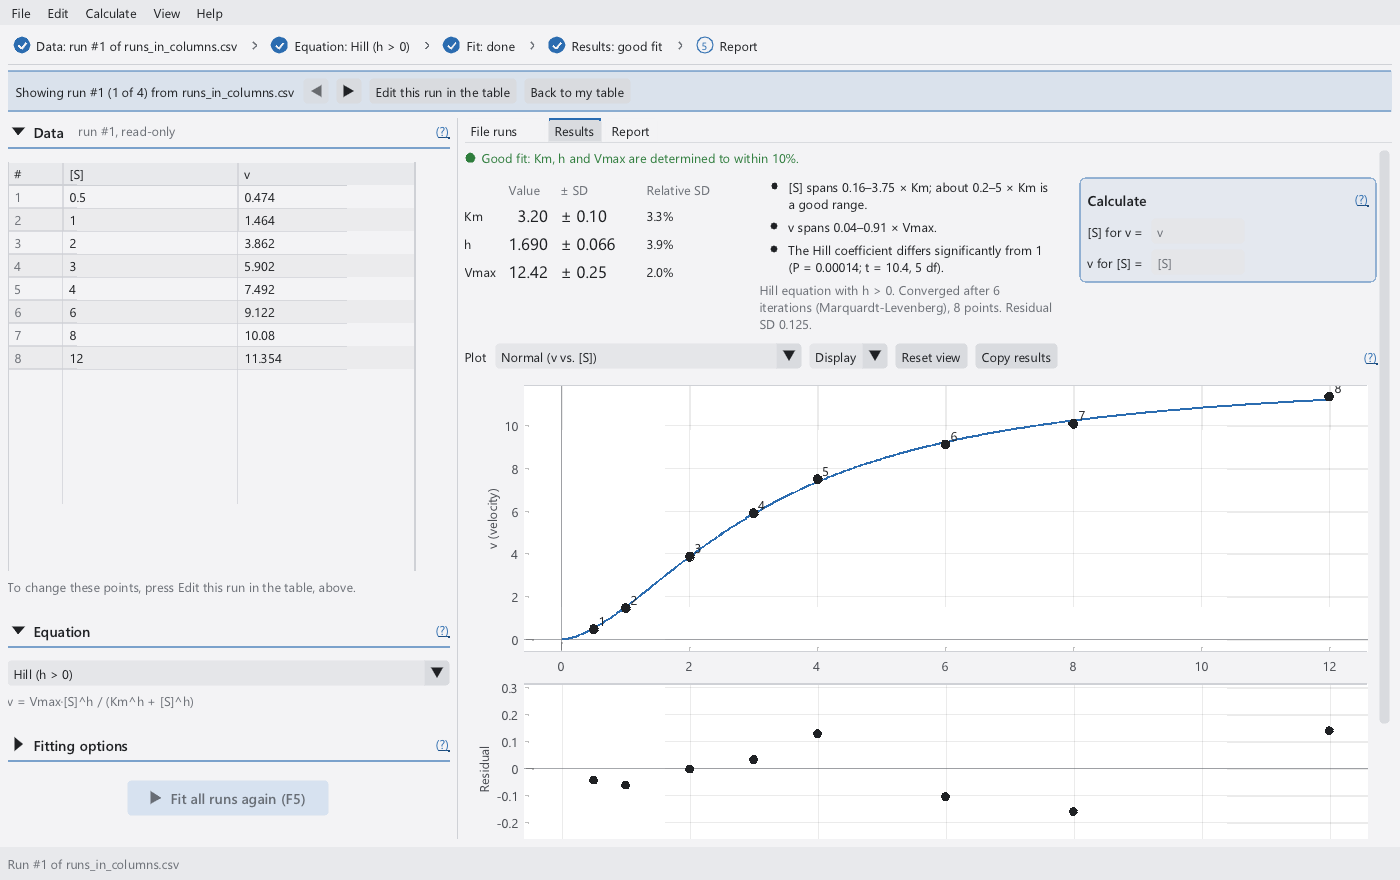 File Edit Calculate View Help
Data: run #1 of runs_in_columns.csv > Equation: Hill (h > 0) > Fit: done > Results: good fit > 5 Report
Showing run #1 (1 of 4) from runs_in_columns.csv Edit this run in the table Back to my table
Data run #1, read-only (?)
# [S] v
1 0.5 0.474
2 1 1.464
3 2 3.862
4 3 5.902
5 4 7.492
6 6 9.122
7 8 10.08
8 12 11.354
To change these points, press Edit this run in the table, above.
Equation (?)
Hill (h > 0)
v = Vmax·[S]^h / (Km^h + [S]^h)
Fitting options (?)
Fit all runs again (F5)
File runs Results Report
Good fit: Km, h and Vmax are determined to within 10%.
Value ± SD Relative SD
Km 3.20 ± 0.10 3.3%
h 1.690 ± 0.066 3.9%
Vmax 12.42 ± 0.25 2.0%
[S] spans 0.16–3.75 × Km; about 0.2–5 × Km is
a good range.
v spans 0.04–0.91 × Vmax.
The Hill coefficient differs significantly from 1
(P = 0.00014; t = 10.4, 5 df).
Hill equation with h > 0. Converged after 6
iterations (Marquardt-Levenberg), 8 points. Residual
SD 0.125.
Calculate (?)
[S] for v = v
v for [S] = [S]
Plot Normal (v vs. [S]) Display Reset view Copy results (?)
v (velocity)
10
8
6
4
2
0
1 2 3 4 5 6 7 8
0 2 4 6 8 10 12
Residual
0.3
0.2
0.1
0
-0.1
-0.2
Run #1 of runs_in_columns.csv